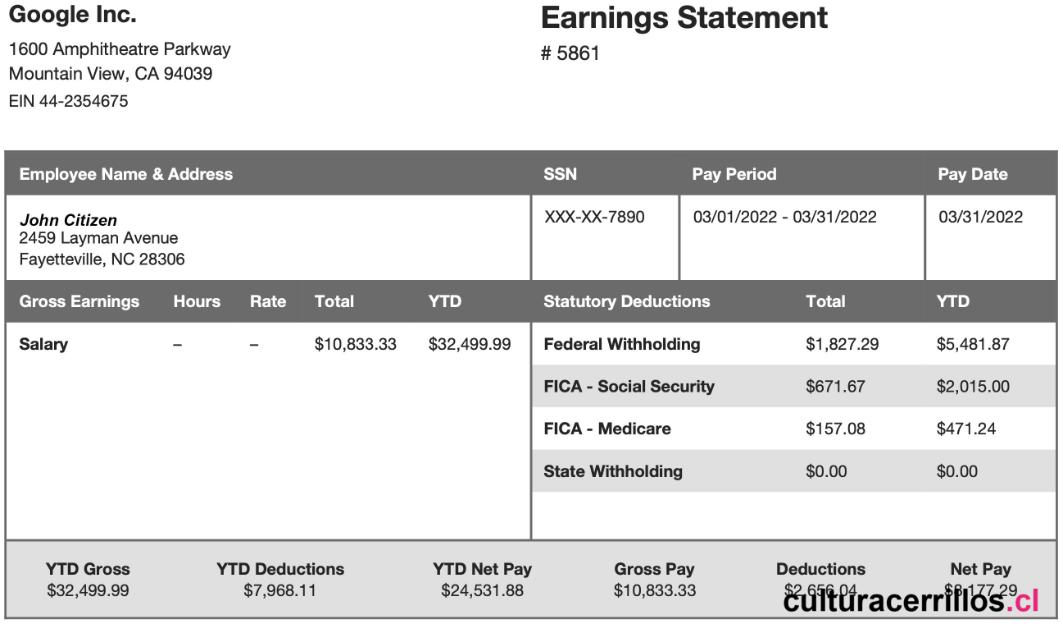 Google Inc.
1600 Amphitheatre Parkway
Mountain View, CA 94039
EIN 44-2354675
Earnings Statement
# 5861
Employee Name & Address SSN Pay Period Pay Date
John Citizen XXX-XX-7890 03/01/2022 - 03/31/2022 03/31/2022
2459 Layman Avenue
Fayetteville, NC 28306
Gross Earnings Hours Rate Total YTD Statutory Deductions Total YTD
Salary – – $10,833.33 $32,499.99 Federal Withholding $1,827.29 $5,481.87
FICA - Social Security $671.67 $2,015.00
FICA - Medicare $157.08 $471.24
State Withholding $0.00 $0.00
YTD Gross YTD Deductions YTD Net Pay Gross Pay Deductions Net Pay
$32,499.99 $7,968.11 $24,531.88 $10,833.33 $2,656.04 $8,177.29
culturacerrillos.cl